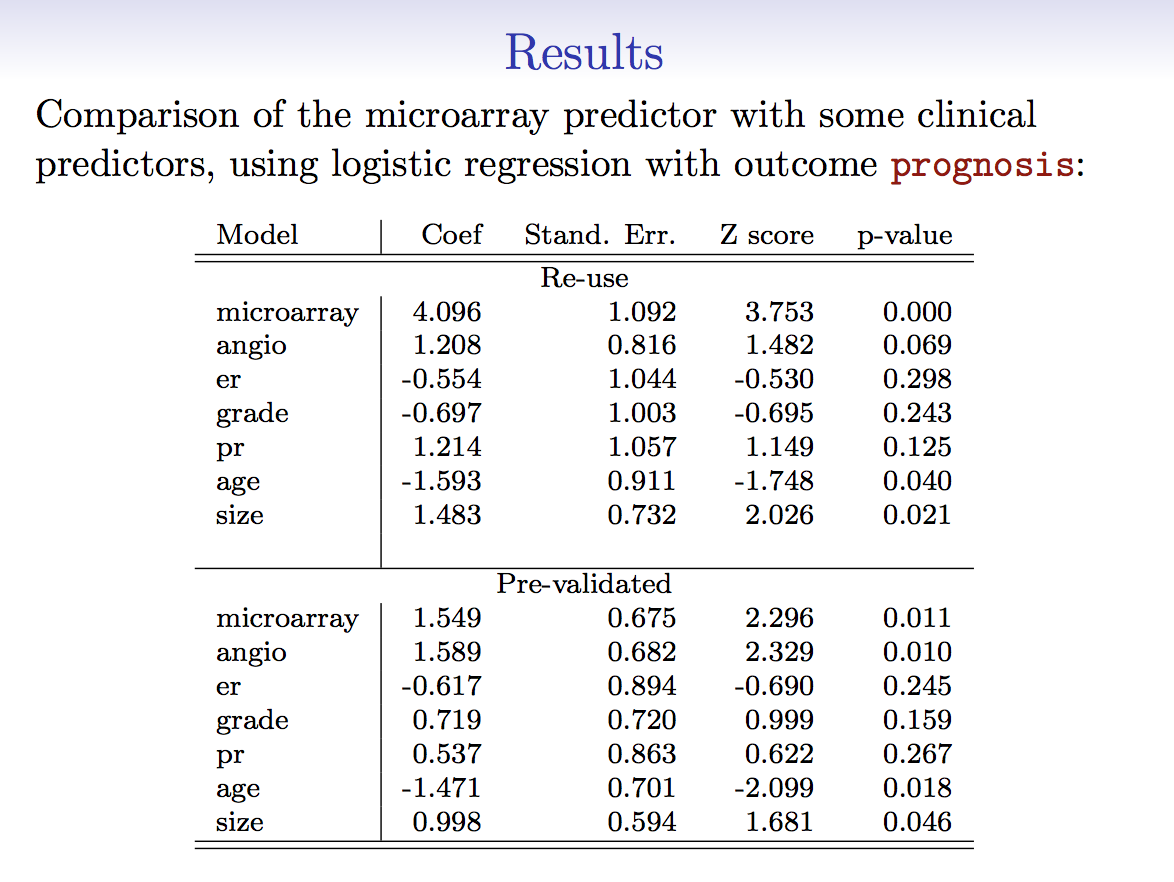 Results
Comparison of the microarray predictor with some clinical
predictors, using logistic regression with outcome prognosis:
Model Coef Stand. Err. Z score p-value
Re-use
microarray 4.096 1.092 3.753 0.000
angio 1.208 0.816 1.482 0.069
er -0.554 1.044 -0.530 0.298
grade -0.697 1.003 -0.695 0.243
pr 1.214 1.057 1.149 0.125
age -1.593 0.911 -1.748 0.040
size 1.483 0.732 2.026 0.021
Pre-validated
microarray 1.549 0.675 2.296 0.011
angio 1.589 0.682 2.329 0.010
er -0.617 0.894 -0.690 0.245
grade 0.719 0.720 0.999 0.159
pr 0.537 0.863 0.622 0.267
age -1.471 0.701 -2.099 0.018
size 0.998 0.594 1.681 0.046